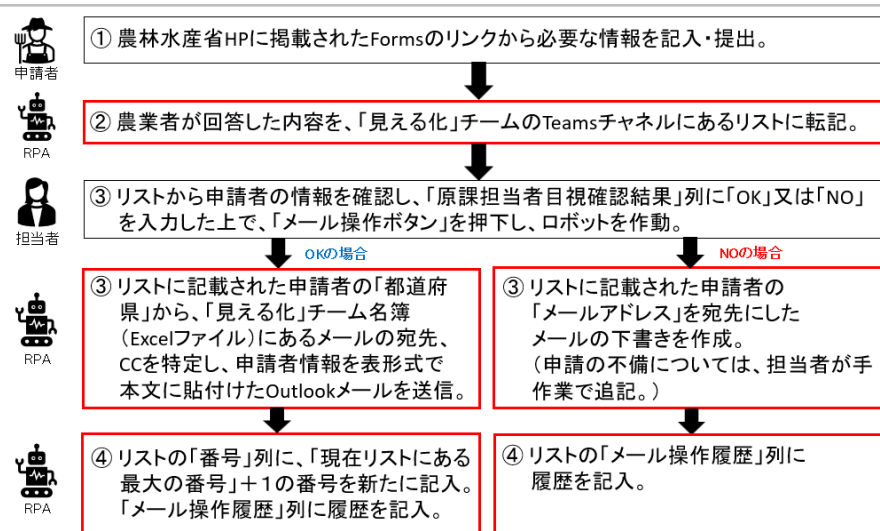 ① 農林水産省HPに掲載されたFormsのリンクから必要な情報を記入・提出。
申請者
② 農業者が回答した内容を、「見える化」チームのTeamsチャネルにあるリストに転記。
RPA
③ リストから申請者の情報を確認し、「原課担当者目視確認結果」列に「OK」又は「NO」
を入力した上で、「メール操作ボタン」を押下し、ロボットを作動。
担当者
OKの場合
NOの場合
③ リストに記載された申請者の「都道府
県」から、「見える化」チーム名簿
（Excelファイル）にあるメールの宛先、
CCを特定し、申請者情報を表形式で
本文に貼付けたOutlookメールを送信。
RPA
③ リストに記載された申請者の
「メールアドレス」を宛先にした
メールの下書きを作成。
（申請の不備については、担当者が手
作業で追記。）
④ リストの「番号」列に、「現在リストにある
最大の番号」＋1の番号を新たに記入。
「メール操作履歴」列に履歴を記入。
RPA
④ リストの「メール操作履歴」列に
履歴を記入。